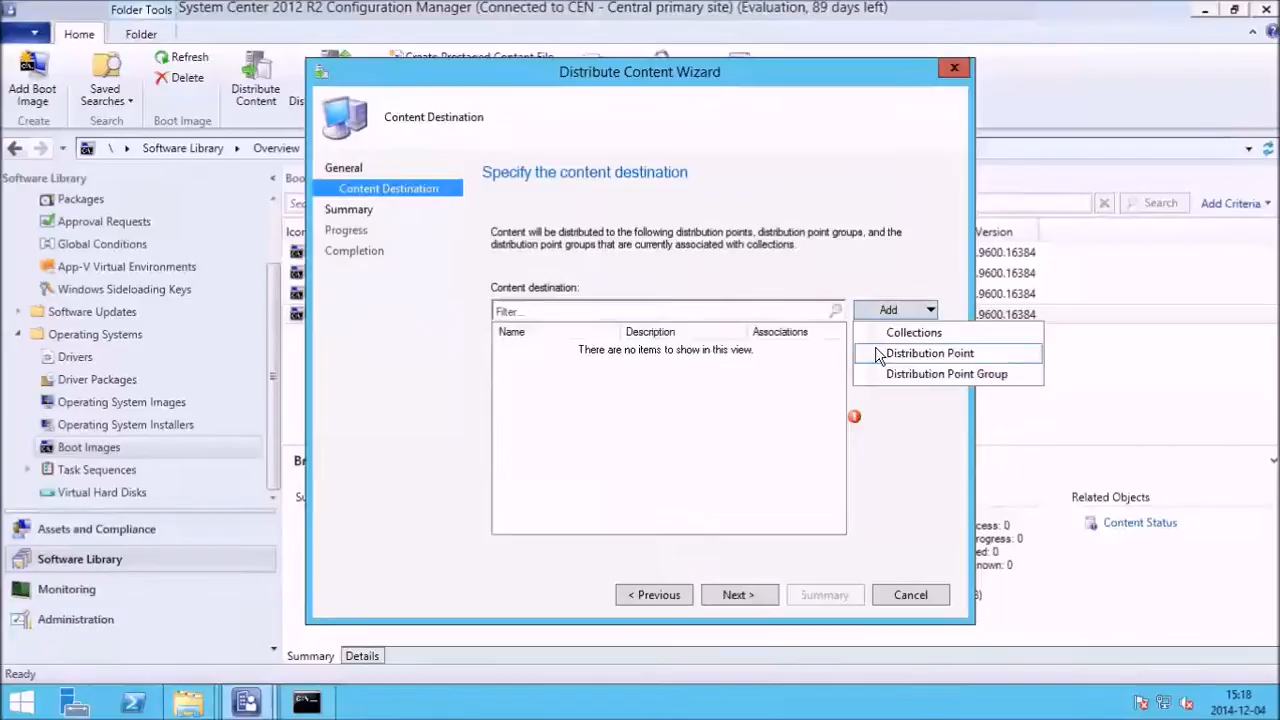 Folder Tools
System Center 2012 R2 Configuration Manager (Connected to CEN - Central primary site) (Evaluation, 89 days left)
Home
Folder
Add Boot
Image
Create
Saved
Searches
Search
Refresh
Delete
Boot Image
Distribute
Content
Create Prestaged Content File
\
Software Library
Overview
Software Library
Packages
Approval Requests
Global Conditions
App-V Virtual Environments
Windows Sideloading Keys
Software Updates
Operating Systems
Drivers
Driver Packages
Operating System Images
Operating System Installers
Boot Images
Task Sequences
Virtual Hard Disks
Assets and Compliance
Software Library
Monitoring
Administration
Ready
Distribute Content Wizard
Content Destination
General
Content Destination
Summary
Progress
Completion
Specify the content destination
Content will be distributed to the following distribution points, distribution point groups, and the
distribution point groups that are currently associated with collections.
Content destination:
Filter...
Add
Name
Description
Associations
There are no items to show in this view.
Collections
Distribution Point
Distribution Point Group
< Previous
Next >
Summary
Cancel
Search
Add Criteria
Version
.9600.16384
.9600.16384
.9600.16384
.9600.16384
Related Objects
Content Status
Summary
Details
15:18
2014-12-04